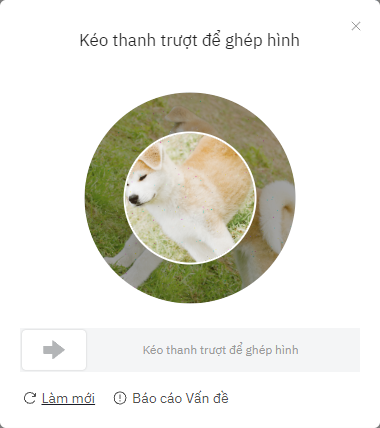 Kéo thanh trượt để ghép hình
Kéo thanh trượt để ghép hình
Làm mới
Báo cáo Vấn đề